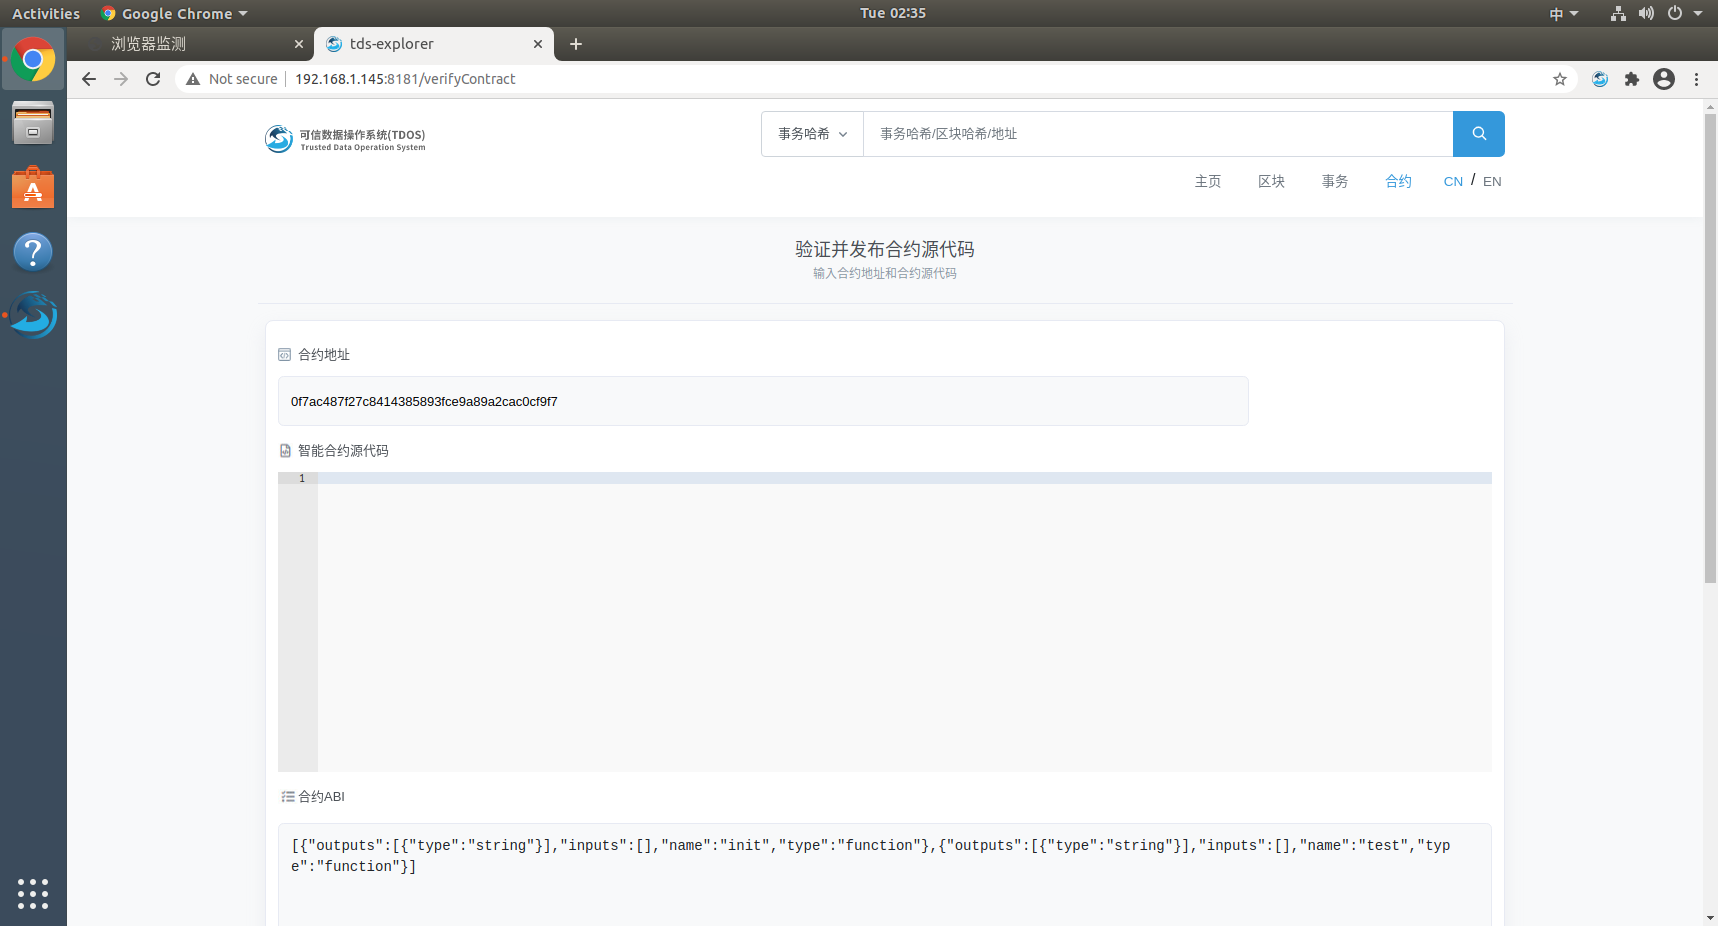 Activities
Google Chrome
Tue 02:35
中
浏览器监测
tds-explorer
Not secure
192.168.1.145:8181/verifyContract
可信数据操作系统(TDOS)
Trusted Data Operation System
事务哈希
事务哈希/区块哈希/地址
主页
区块
事务
合约
CN / EN
验证并发布合约源代码
输入合约地址和合约源代码
合约地址
0f7ac487f27c8414385893fce9a89a2cac0cf9f7
智能合约源代码
1
合约ABI
[{"outputs":[{"type":"string"}],"inputs":[],"name":"init","type":"function"},{"outputs":[{"type":"string"}],"inputs":[],"name":"test","typ
e":"function"}]